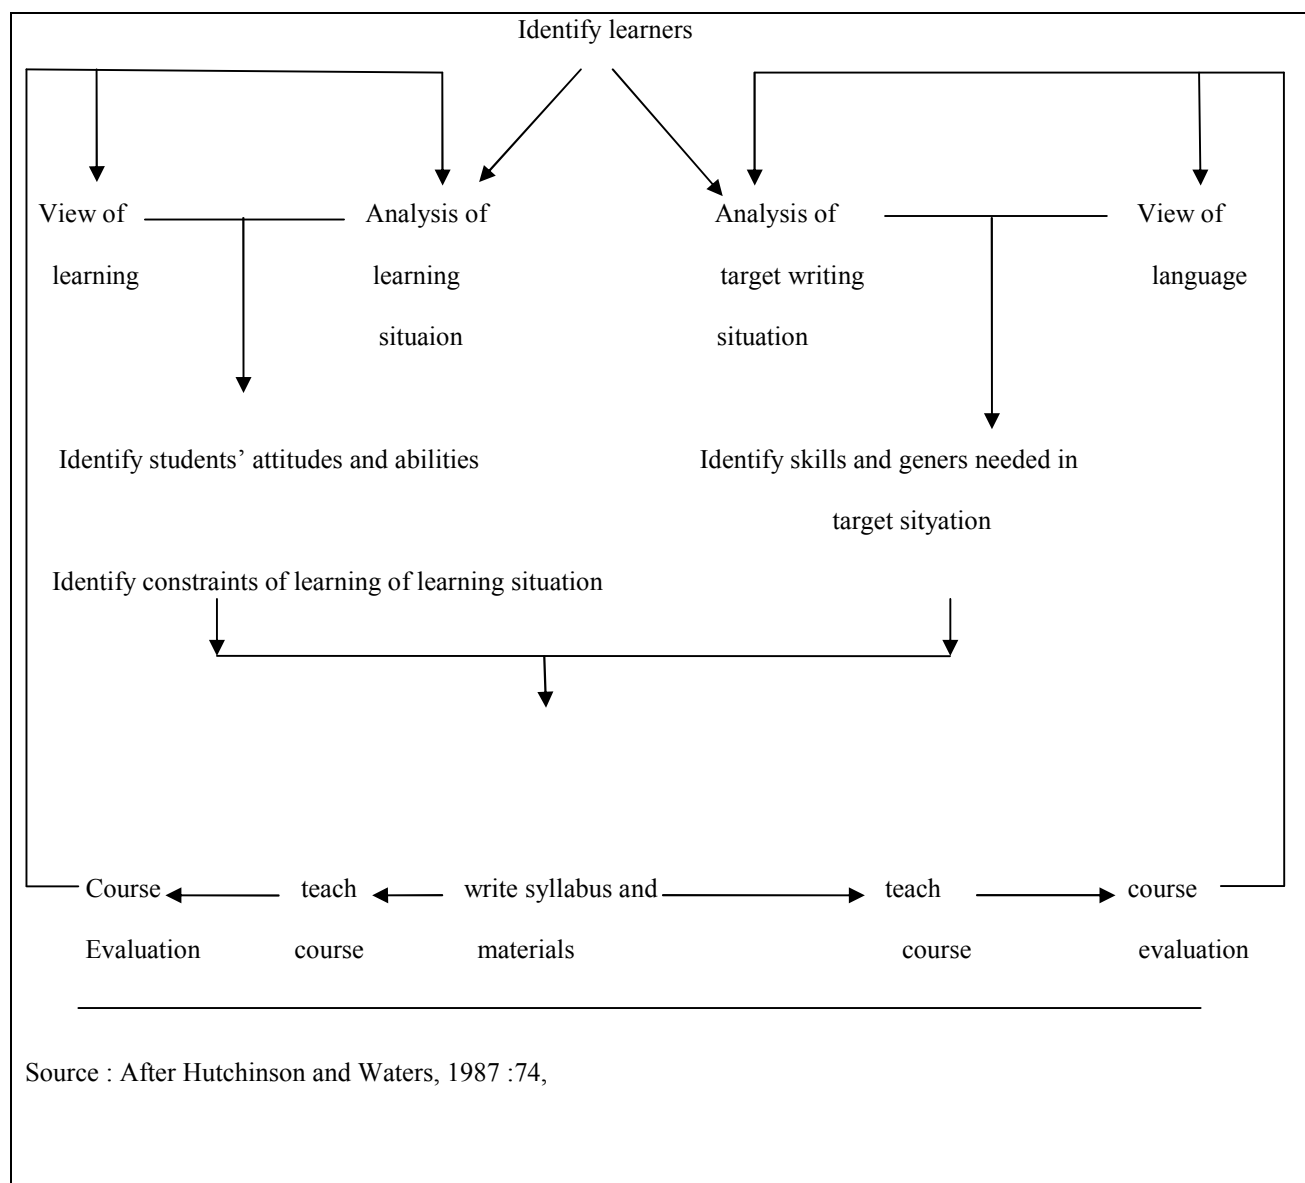 Identify learners
View of Analysis of Analysis of View of
learning learning target writing language
situaion situation
Identify students’ attitudes and abilities Identify skills and geners needed in
target sityation
Identify constraints of learning of learning situation
Course teach write syllabus and teach course
Evaluation course materials course evaluation
Source : After Hutchinson and Waters, 1987 :74,